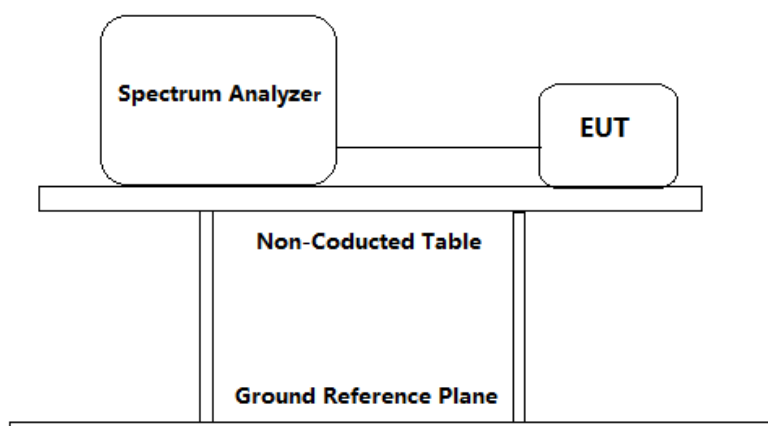 Spectrum Analyzer
EUT
Non-Coducted Table
Ground Reference Plane